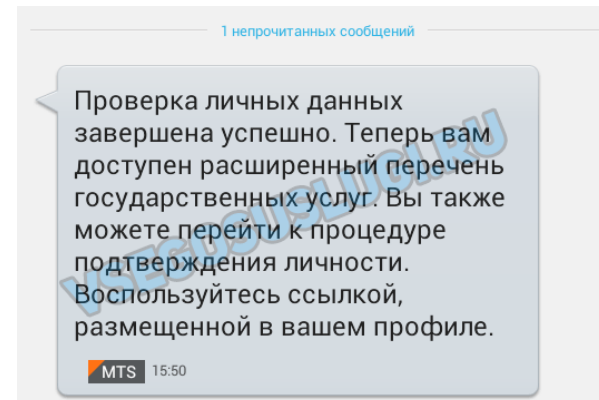 1 непрочитанных сообщений
Проверка личных данных
завершена успешно. Теперь вам
доступен расширенный перечень
государственных услуг. Вы также
можете перейти к процедуре
подтверждения личности.
Воспользуйтесь ссылкой,
размещенной в вашем профиле.
MTS 15:50
VSEGOSUSLUGI.RU